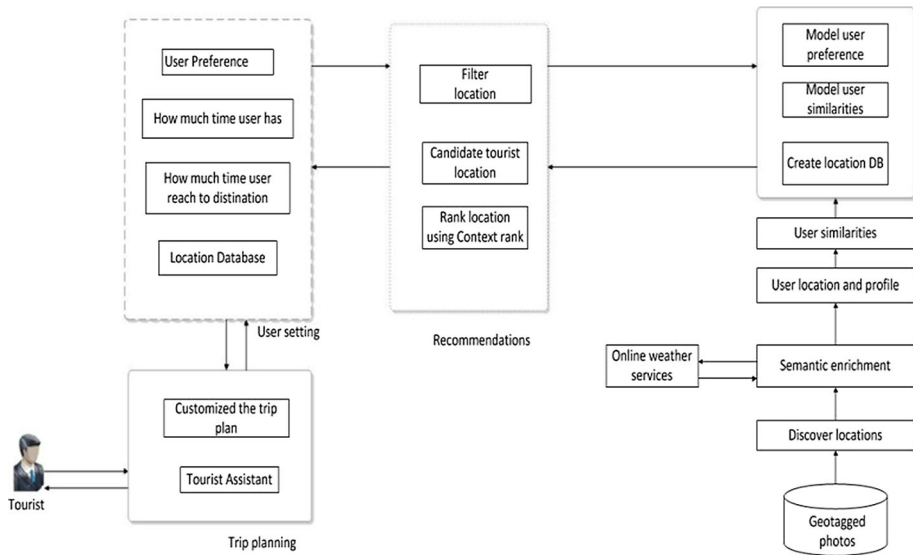 User Preference
How much time user has
How much time user
reach to distination
Location Database
User setting
Filter
location
Candidate tourist
location
Rank location
using Context rank
Recommendations
Model user
preference
Model user
similarities
Create location DB
User similarities
User location and profile
Online weather
services
Semantic enrichment
Discover locations
Geotagged
photos
Customized the trip
plan
Tourist Assistant
Tourist
Trip planning